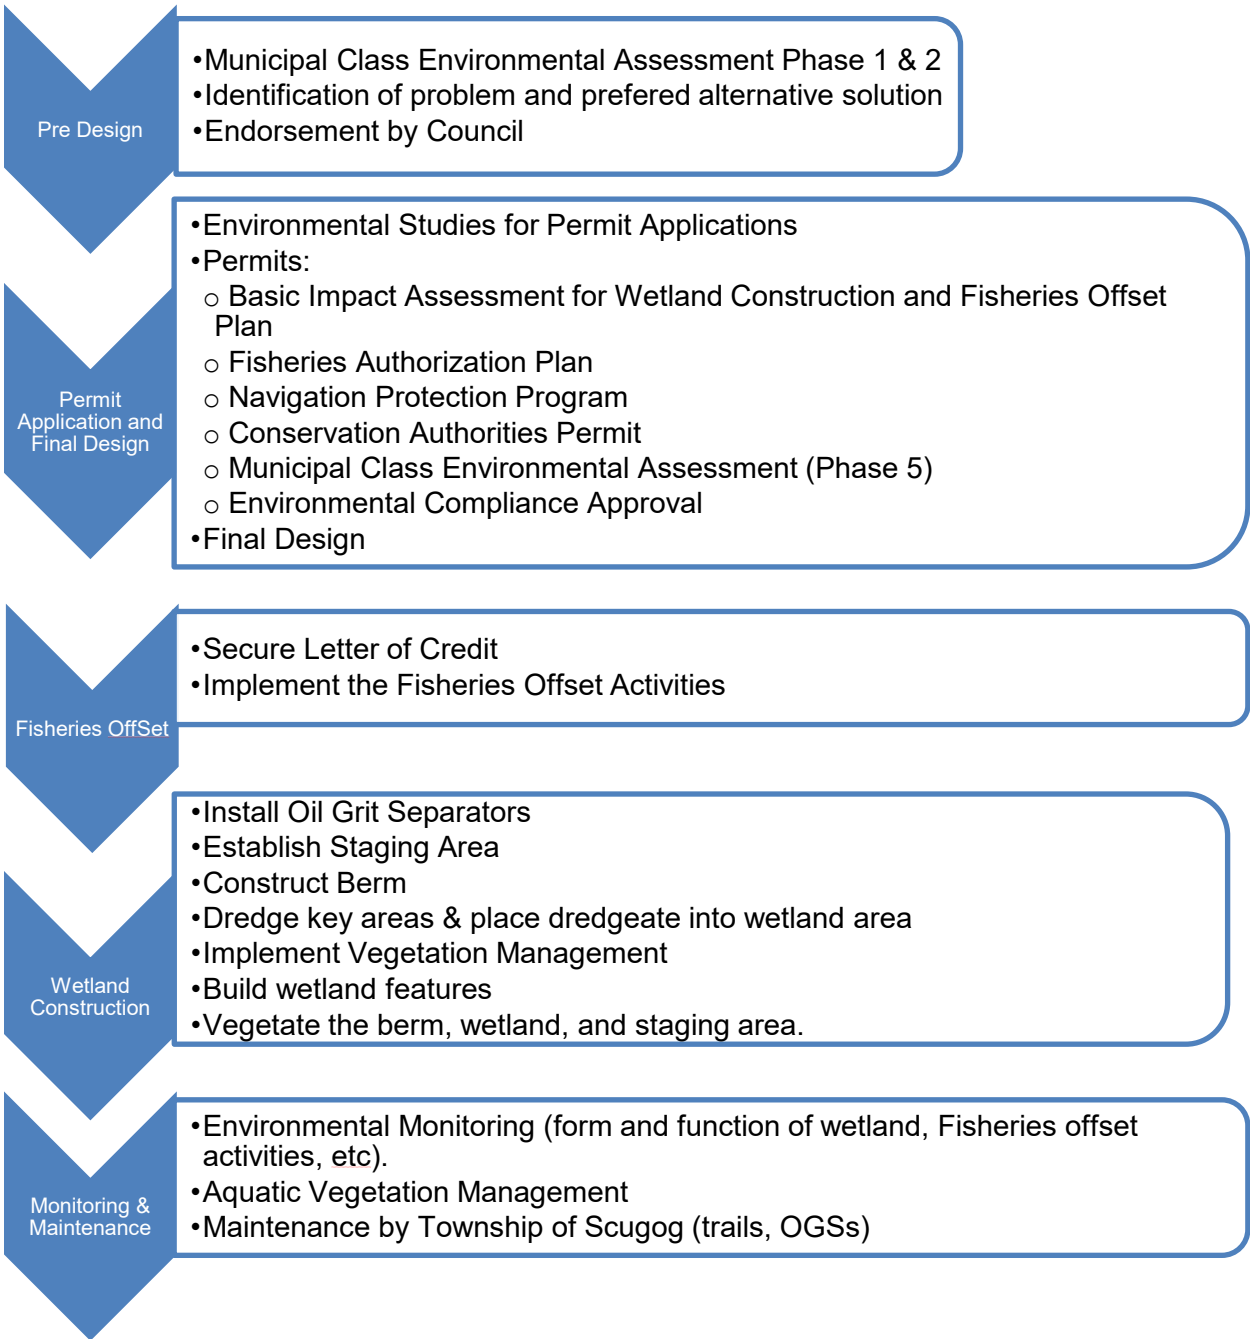 Pre Design
•Municipal Class Environmental Assessment Phase 1 & 2
•Identification of problem and prefered alternative solution
•Endorsement by Council
Permit
Application and
Final Design
•Environmental Studies for Permit Applications
•Permits:
o Basic Impact Assessment for Wetland Construction and Fisheries Offset
Plan
o Fisheries Authorization Plan
o Navigation Protection Program
o Conservation Authorities Permit
o Municipal Class Environmental Assessment (Phase 5)
o Environmental Compliance Approval
•Final Design
Fisheries OffSet
•Secure Letter of Credit
•Implement the Fisheries Offset Activities
Wetland
Construction
•Install Oil Grit Separators
•Establish Staging Area
•Construct Berm
•Dredge key areas & place dredgeate into wetland area
•Implement Vegetation Management
•Build wetland features
•Vegetate the berm, wetland, and staging area.
Monitoring &
Maintenance
•Environmental Monitoring (form and function of wetland, Fisheries offset
activities, etc).
•Aquatic Vegetation Management
•Maintenance by Township of Scugog (trails, OGSs)